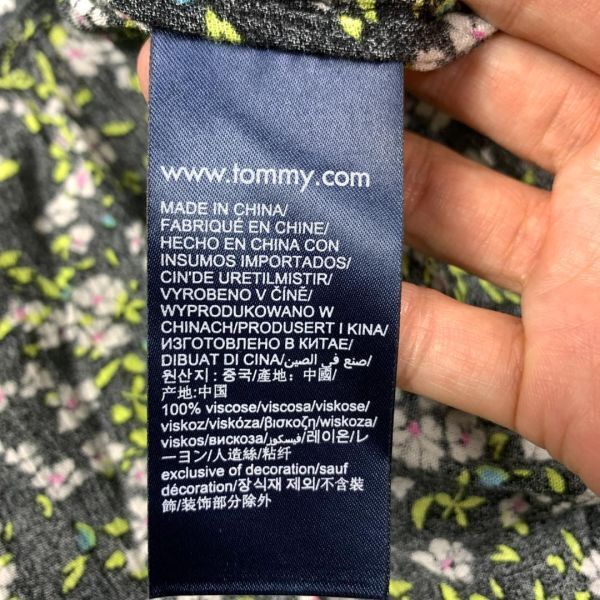 www.tommy.com
MADE IN CHINA/
FABRIQUÉ EN CHINE/
HECHO EN CHINA CON
INSUMOS IMPORTADOS/
CIN'DE URETILMISTIR/
VYROBENO V ČÍNĚ/
WYPRODUKOWANO W
CHINACH/PRODUSERT I KINA/
ИЗГОТОВЛЕНО В КИТАЕ/
DIBUAT DI CINA/صنع في الصين/
원산지 : 중국/產地：中國/
产地:中国
100% viscose/viscosa/viskose/
viskoz/viskóza/βισκοζη/wiskoza/
viskos/вискоза/فيسكوز/레이온/レ
ーヨン/人造絲/粘纤
exclusive of decoration/sauf
décoration/장식재 제외/不含裝
飾/装饰部分除外